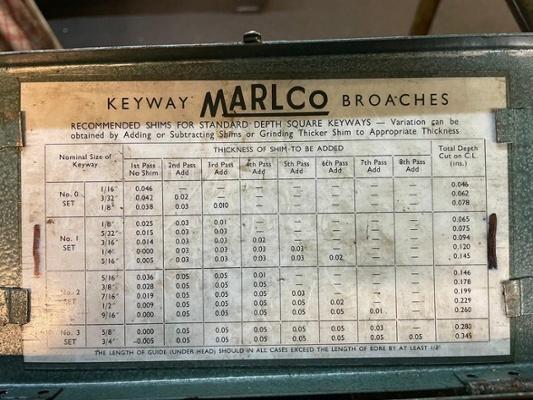 KEYWAY MARLCo BROACHES
RECOMMENDED SHIMS FOR STANDARD DEPTH SQUARE KEYWAYS — Variation can be
obtained by Adding or Subtracting Shims or Grinding Thicker Shim to Appropriate Thickness
Nominal Size of Keyway THICKNESS OF SHIM TO BE ADDED Total Depth Cut on C.L. (ins.)
1st Pass No Shim 2nd Pass Add 3rd Pass Add 4th Pass Add 5th Pass Add 6th Pass Add 7th Pass Add 8th Pass Add
No. 0 SET
1/16" 0.046 — — — — — — — 0.046
3/32" 0.042 0.02 — — — — — — 0.062
1/8" 0.038 0.03 0.010 — — — — — 0.078
No. 1 SET
1/8" 0.025 0.03 0.01 — — — — — 0.065
5/32" 0.015 0.03 0.03 — — — — — 0.075
3/16" 0.014 0.03 0.03 0.02 — — — — 0.094
1/4" 0.000 0.03 0.03 0.03 0.03 — — — 0.120
5/16" 0.005 0.03 0.03 0.03 0.03 0.02 — — 0.145
No. 2 SET
5/16" 0.036 0.05 0.05 0.01 — — — — 0.146
3/8" 0.028 0.05 0.05 0.05 — — — — 0.178
7/16" 0.019 0.05 0.05 0.05 0.03 — — — 0.199
1/2" 0.009 0.05 0.05 0.05 0.05 0.02 — — 0.229
9/16" 0.000 0.05 0.05 0.05 0.05 0.05 0.01 — 0.260
No. 3 SET
5/8" 0.000 0.05 0.05 0.05 0.05 0.05 0.03 — 0.280
3/4" -0.005 0.05 0.05 0.05 0.05 0.05 0.05 0.05 0.345
THE LENGTH OF GUIDE (UNDER HEAD) SHOULD IN ALL CASES EXCEED THE LENGTH OF BORE BY AT LEAST 1/8"